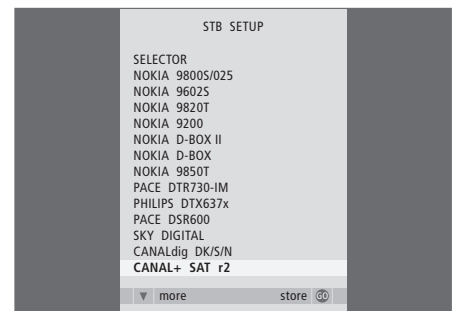 STB SETUP
SELECTOR
NOKIA 9800S/025
NOKIA 9602S
NOKIA 9820T
NOKIA 9200
NOKIA D-BOX II
NOKIA D-BOX
NOKIA 9850T
PACE DTR730-IM
PHILIPS DTX637x
PACE DSR600
SKY DIGITAL
CANALdig DK/S/N
CANAL+ SAT r2
more store GO